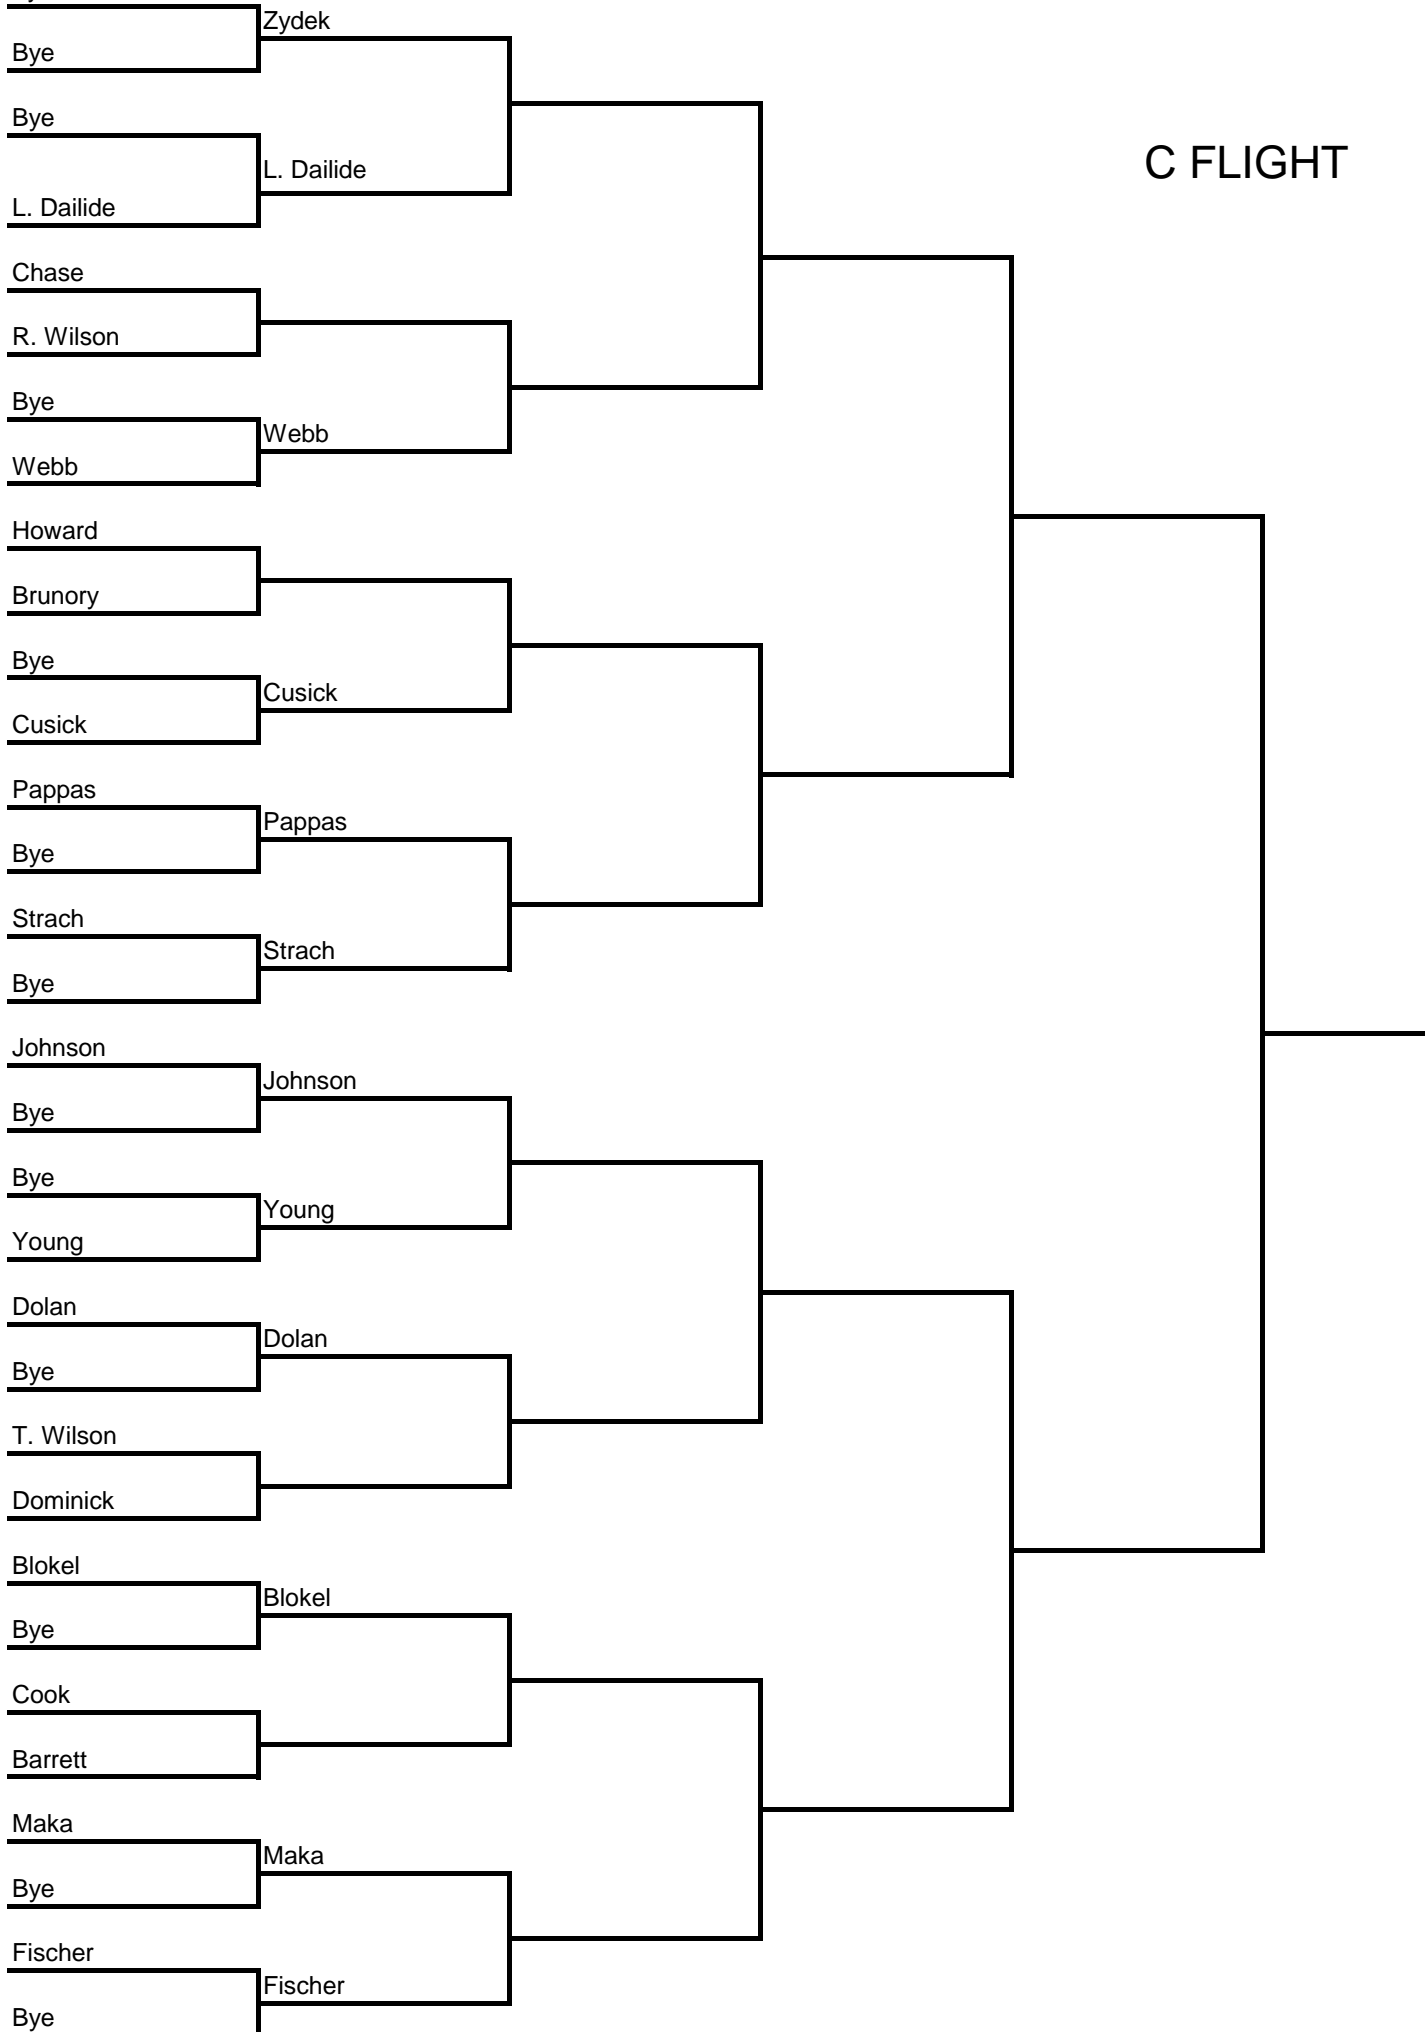 Zydek
Bye
Bye
C FLIGHT
L. Dailide
L. Dailide
Chase
R. Wilson
Bye
Webb
Webb
Howard
Brunory
Bye
Cusick
Cusick
Pappas
Pappas
Bye
Strach
Strach
Bye
Johnson
Johnson
Bye
Bye
Young
Young
Dolan
Dolan
Bye
T. Wilson
Dominick
Blokel
Blokel
Bye
Cook
Barrett
Maka
Maka
Bye
Fischer
Fischer
Bye